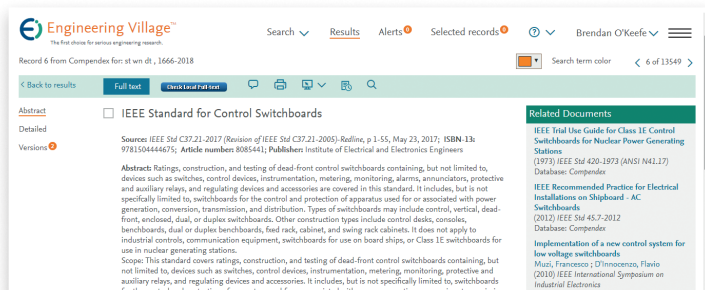 Engineering Village™
The first choice for serious engineering research.
Search
Results
Alerts 0
Selected records 0
Brendan O'Keefe
Record 6 from Compendex for: st wn dt , 1666-2018
Search term color
6 of 13549
< Back to results
Full text
Check Local Full-text
Abstract
Detailed
Versions 2
IEEE Standard for Control Switchboards
Source: IEEE Std C37.21-2017 (Revision of IEEE Std C37.21-2005)-Redline, p 1-55, May 23, 2017; ISBN-13:
9781504444675; Article number: 8085441; Publisher: Institute of Electrical and Electronics Engineers
Abstract: Ratings, construction, and testing of dead-front control switchboards containing, but not limited to,
devices such as switches, control devices, instrumentation, metering, monitoring, alarms, annunciators, protective
and auxiliary relays, and regulating devices and accessories are covered in this standard. It includes, but is not
specifcally limited to, switchboards for the control and protection of apparatus used for or associated with power
generation, conversion, transmission, and distribution. Types of switchboards may include control, vertical, dead-
front, enclosed, dual, or duplex switchboards. Other construction types include control desks, consoles,
benchboards, dual or duplex benchboards, fixed rack, cabinet, and swing rack cabinets. It does not apply to
industrial controls, communication equipment, switchboards for use on board ships, or Class 1E switchboards for
use in nuclear generating stations.
Scope: This standard covers ratings, construction, and testing of dead-front control switchboards containing, but
not limited to, devices such as switches, control devices, instrumentation, metering, monitoring, protective and
auxiliary relays, and regulating devices and accessories. It includes, but is not specifically limited to, switchboards
Related Documents
IEEE Trial Use Guide for Class 1E Control
Switchboards for Nuclear Power Generating
Stations
(1973) IEEE Std 420-1973 (ANSI N41.17)
Database: Compendex
IEEE Recommended Practice for Electrical
Installations on Shipboard - AC
Switchboards
(2012) IEEE Std 45.7-2012
Database: Compendex
Implementation of a new control system for
low voltage switchboards
Muzi, Francesco ; D'Innocenzo, Flavio
(2010) IEEE International Symposium on
Industrial Electronics